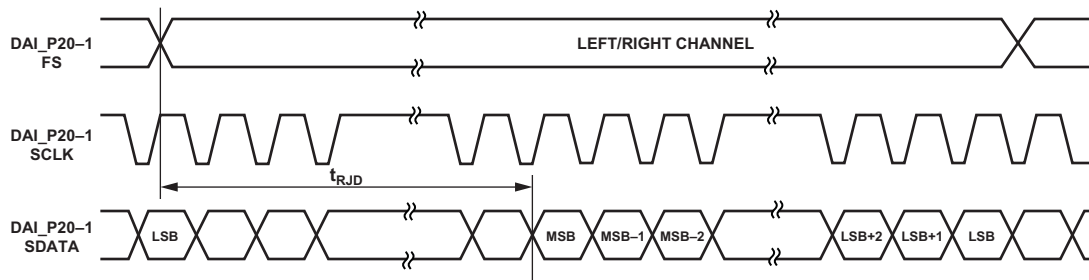 DAI_P20–1
FS
LEFT/RIGHT CHANNEL
DAI_P20–1
SCLK
tRJD
DAI_P20–1
SDATA
LSB
MSB
MSB–1
MSB–2
LSB+2
LSB+1
LSB